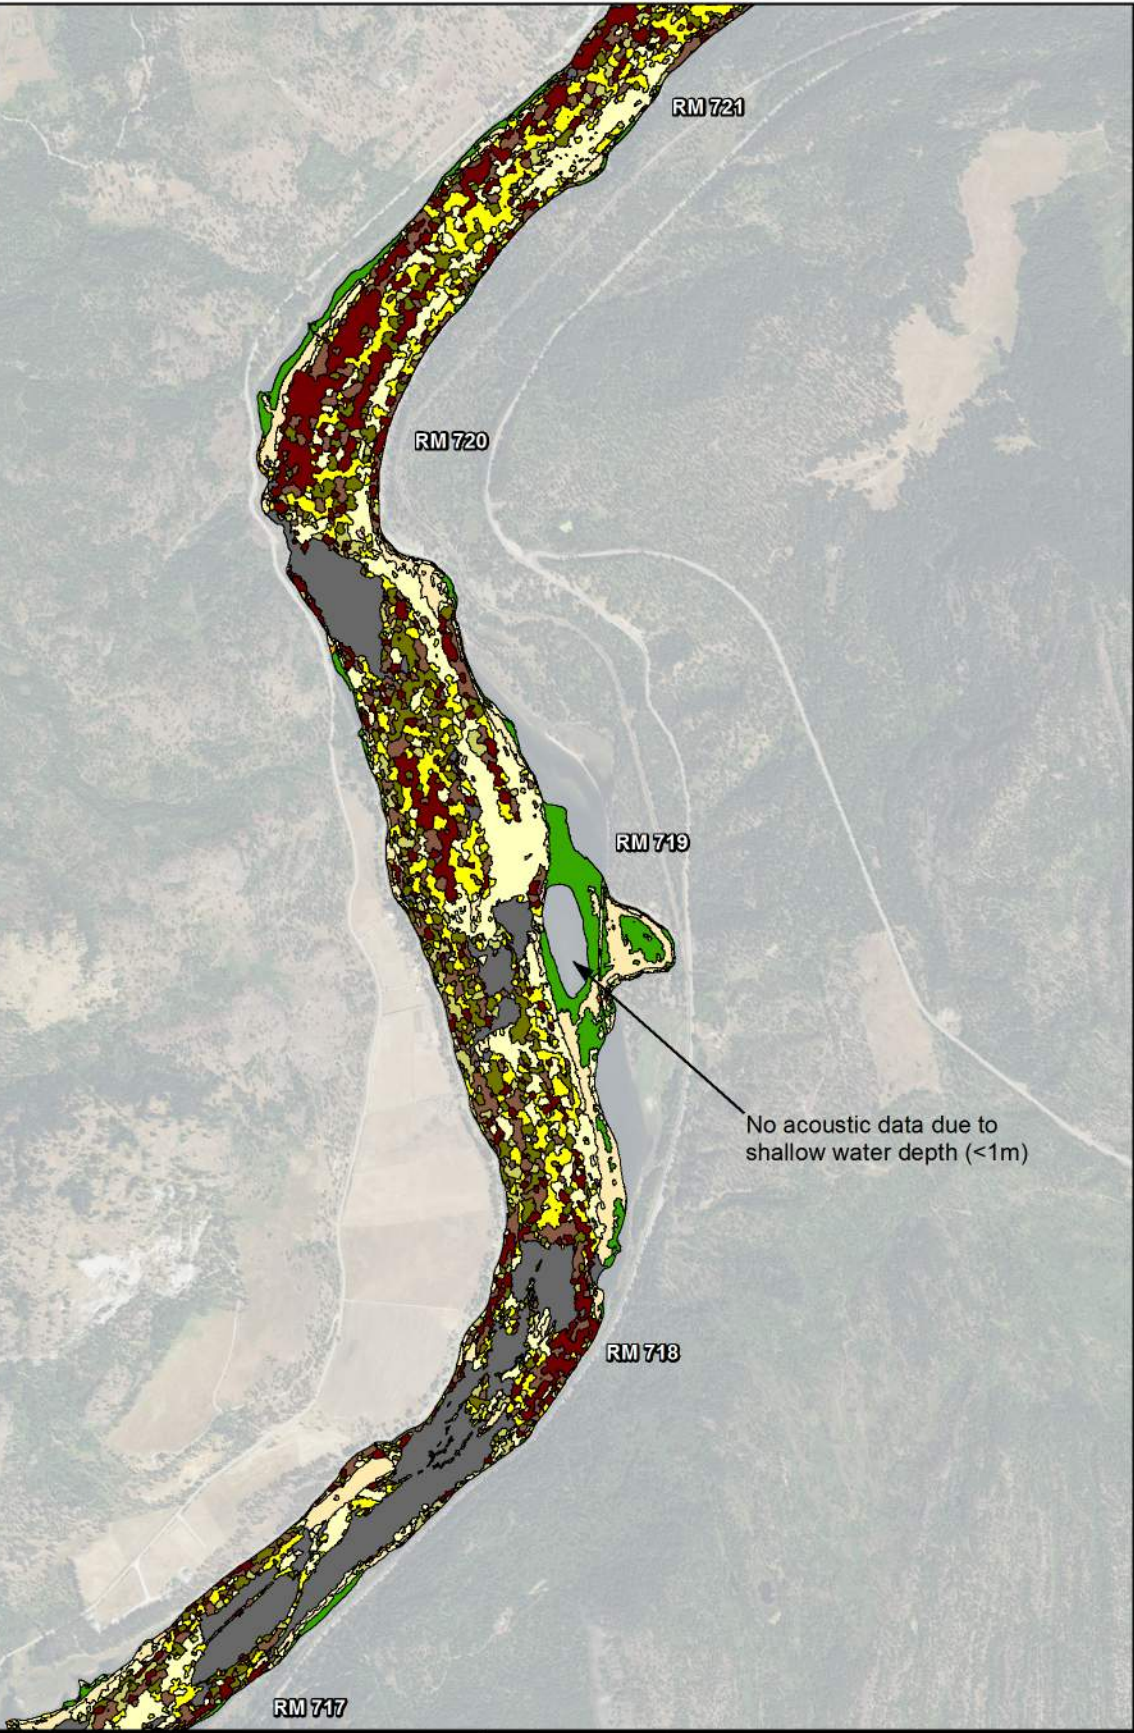 RM 721
RM 720
RM 719
No acoustic data due to
shallow water depth (<1m)
RM 718
RM 717